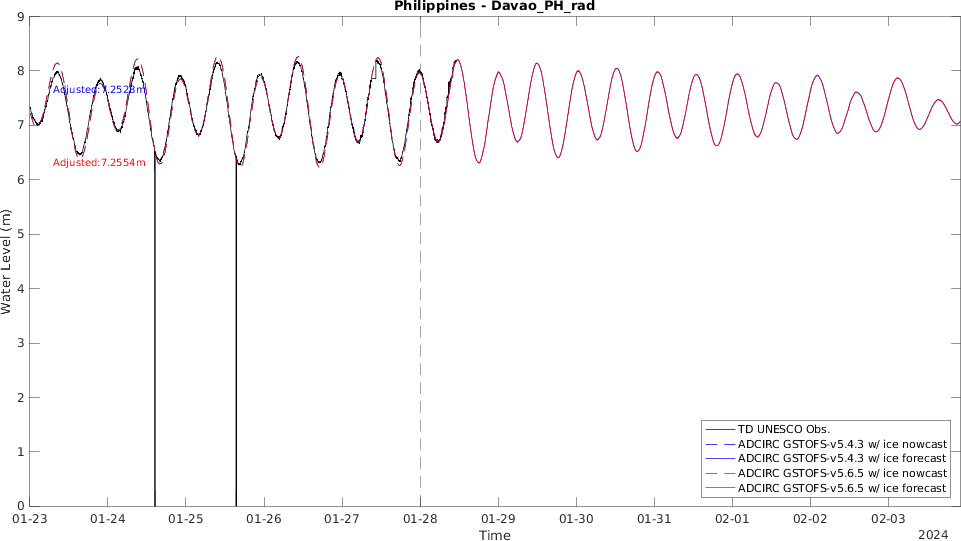 Philippines - Davao_PH_rad
9
8
7
6
5
4
3
2
1
0
Water Level (m)
Adjusted:7.2523m
Adjusted:7.2554m
TD UNESCO Obs.
ADCIRC GSTOFS-v5.4.3 w/ ice nowcast
ADCIRC GSTOFS-v5.4.3 w/ ice forecast
ADCIRC GSTOFS-v5.6.5 w/ ice nowcast
ADCIRC GSTOFS-v5.6.5 w/ ice forecast
01-23 01-24 01-25 01-26 01-27 01-28 01-29 01-30 01-31 02-01 02-02 02-03
Time
2024